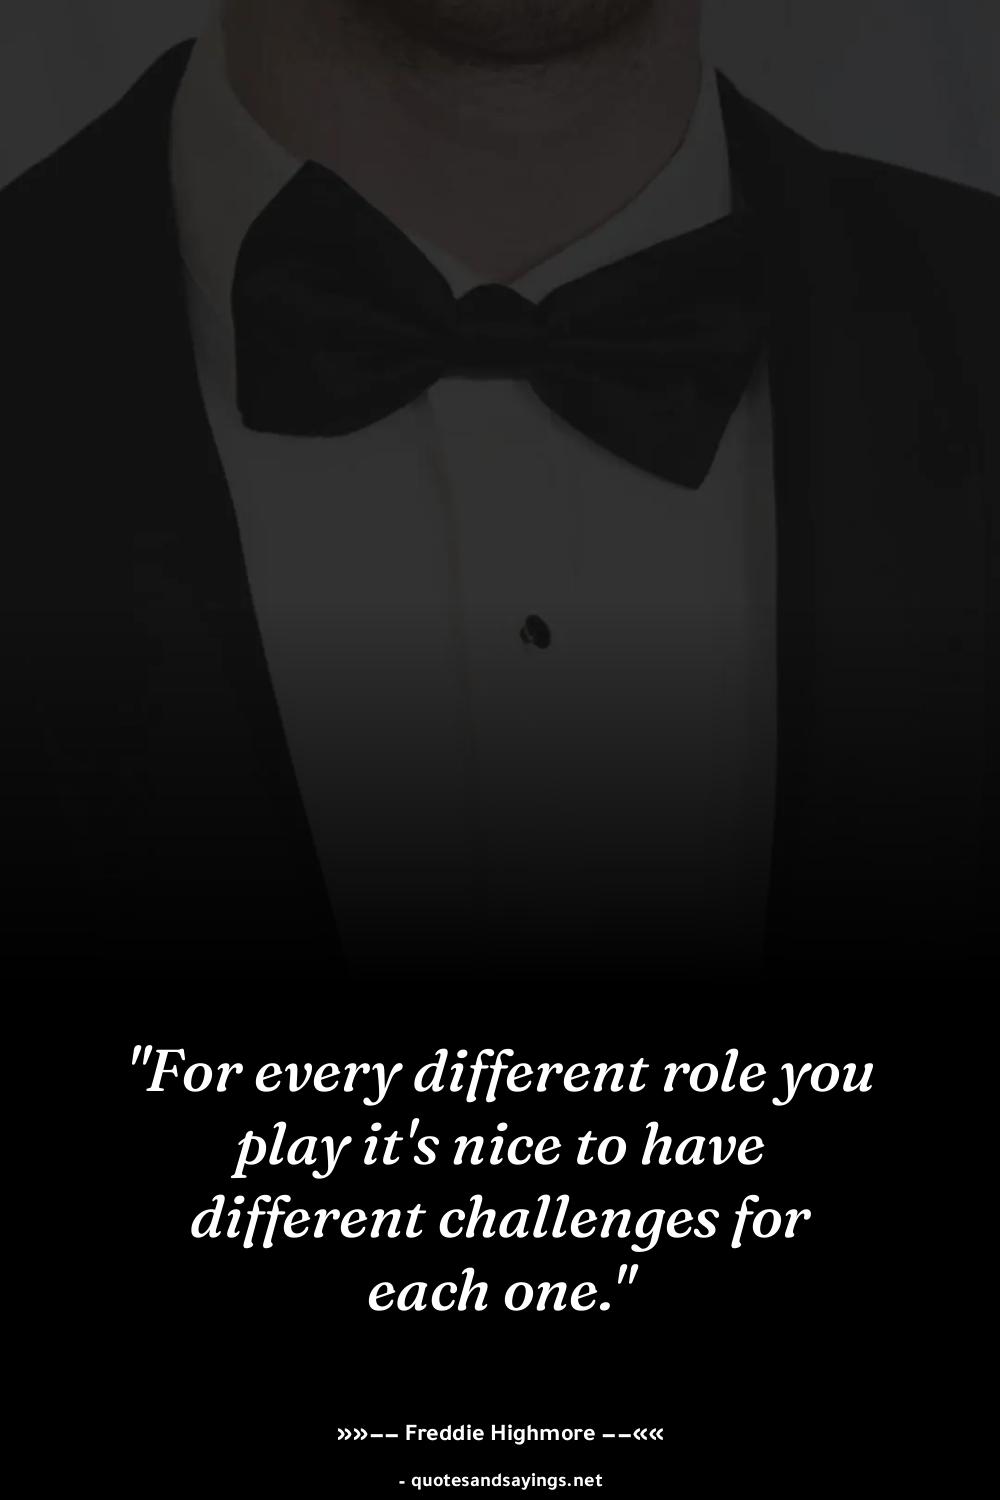 "For every different role you
play it's nice to have
different challenges for
each one."
»»−− Freddie Highmore −−««
- quotesandsayings.net